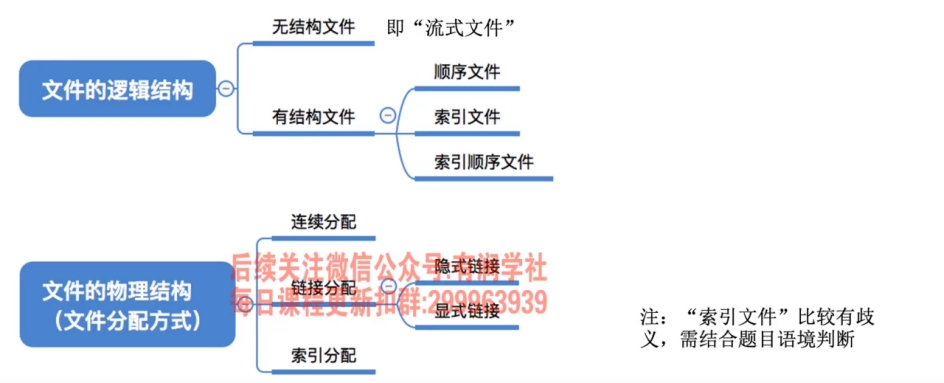 无结构文件 即“流式文件”
顺序文件
文件的逻辑结构
有结构文件
索引文件
索引顺序文件
连续分配
后续关注微信公众号:有润学社
隐式链接
文件的物理结构
链接分配
每日课程更新扣群:299963939
(文件分配方式)
显式链接
索引分配
注:“索引文件”比较有歧
义,需结合题目语境判断